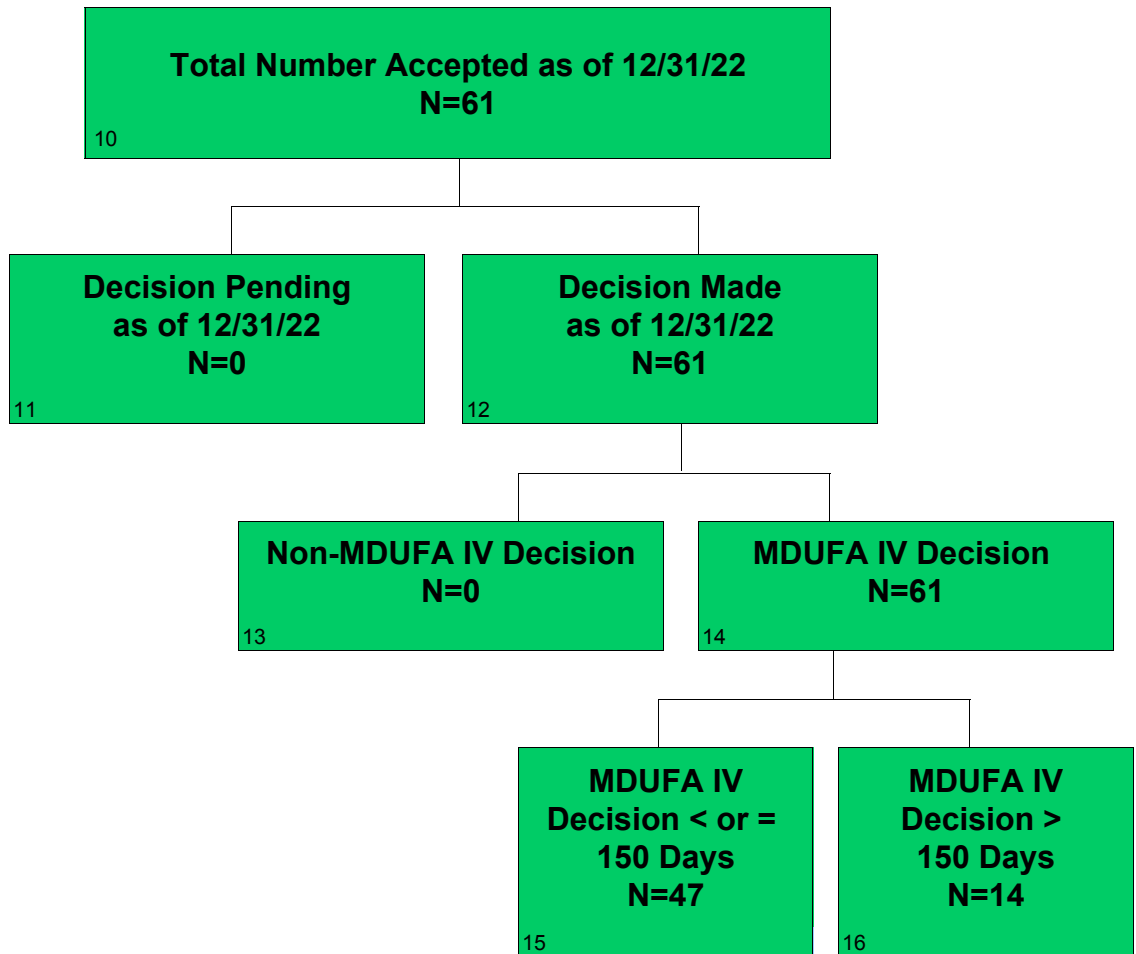 Total Number Accepted as of 12/31/22
N=61
10
Decision Pending
as of 12/31/22
N=0
11
Decision Made
as of 12/31/22
N=61
12
Non-MDUFA IV Decision
N=0
13
MDUFA IV Decision
N=61
14
MDUFA IV
Decision < or =
150 Days
N=47
15
MDUFA IV
Decision >
150 Days
N=14
16